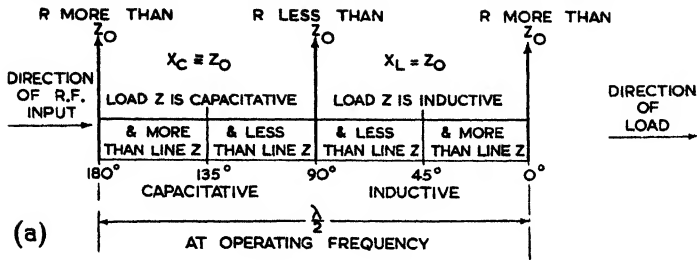 R MORE THAN Z₀ R LESS THAN Z₀ R MORE THAN Z₀
X_C ≡ Z₀ X_L = Z₀
DIRECTION OF R.F. INPUT
LOAD Z IS CAPACITATIVE LOAD Z IS INDUCTIVE
DIRECTION OF LOAD
& MORE THAN LINE Z & LESS THAN LINE Z & LESS THAN LINE Z & MORE THAN LINE Z
180° 135° 90° 45° 0°
CAPACITATIVE INDUCTIVE
λ/2
(a) AT OPERATING FREQUENCY